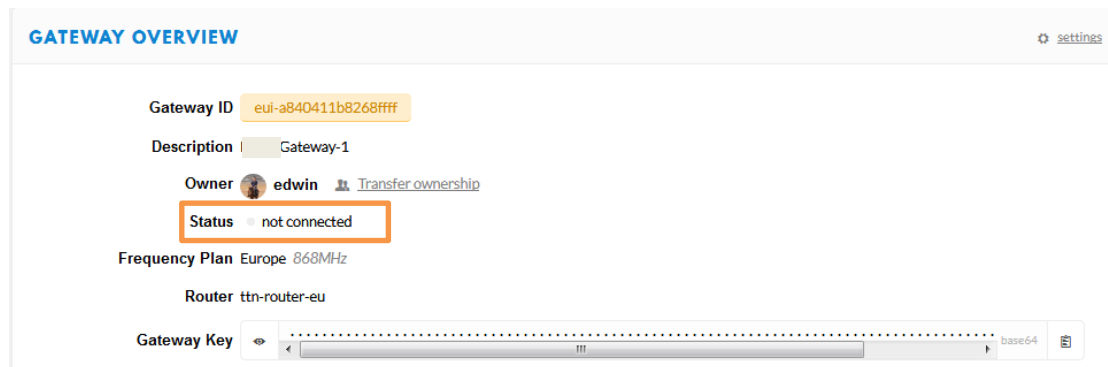 GATEWAY OVERVIEW settings
Gateway ID eui-a840411b8268ffff
Description Gateway-1
Owner edwin Transfer ownership
Status not connected
Frequency Plan Europe 868MHz
Router ttn-router-eu
Gateway Key base64